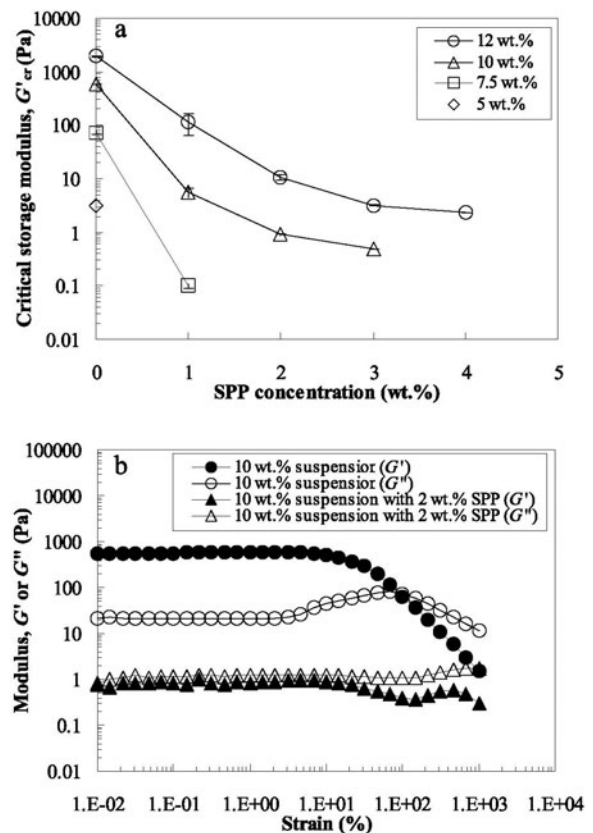 a
Critical storage modulus, G'cr (Pa)
10000
1000
100
10
1
0.1
0.01
12 wt.%
10 wt.%
7.5 wt.%
5 wt.%
0 1 2 3 4 5
SPP concentration (wt.%)
b
Modulus, G' or G" (Pa)
100000
10000
1000
100
10
1
0.1
0.01
10 wt.% suspensior (G')
10 wt.% suspension (G")
10 wt.% suspension with 2 wt.% SPP (G')
10 wt.% suspension with 2 wt.% SPP (G")
1.E-02 1.E-01 1.E+00 1.E+01 1.E+02 1.E+03 1.E+04
Strain (%)